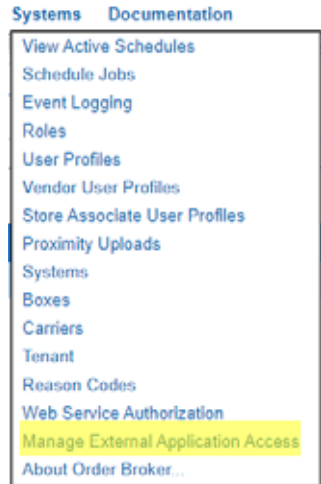 Systems Documentation
View Active Schedules
Schedule Jobs
Event Logging
Roles
User Profiles
Vendor User Profiles
Store Associate User Profiles
Proximity Uploads
Systems
Boxes
Carriers
Tenant
Reason Codes
Web Service Authorization
Manage External Application Access
About Order Broker...